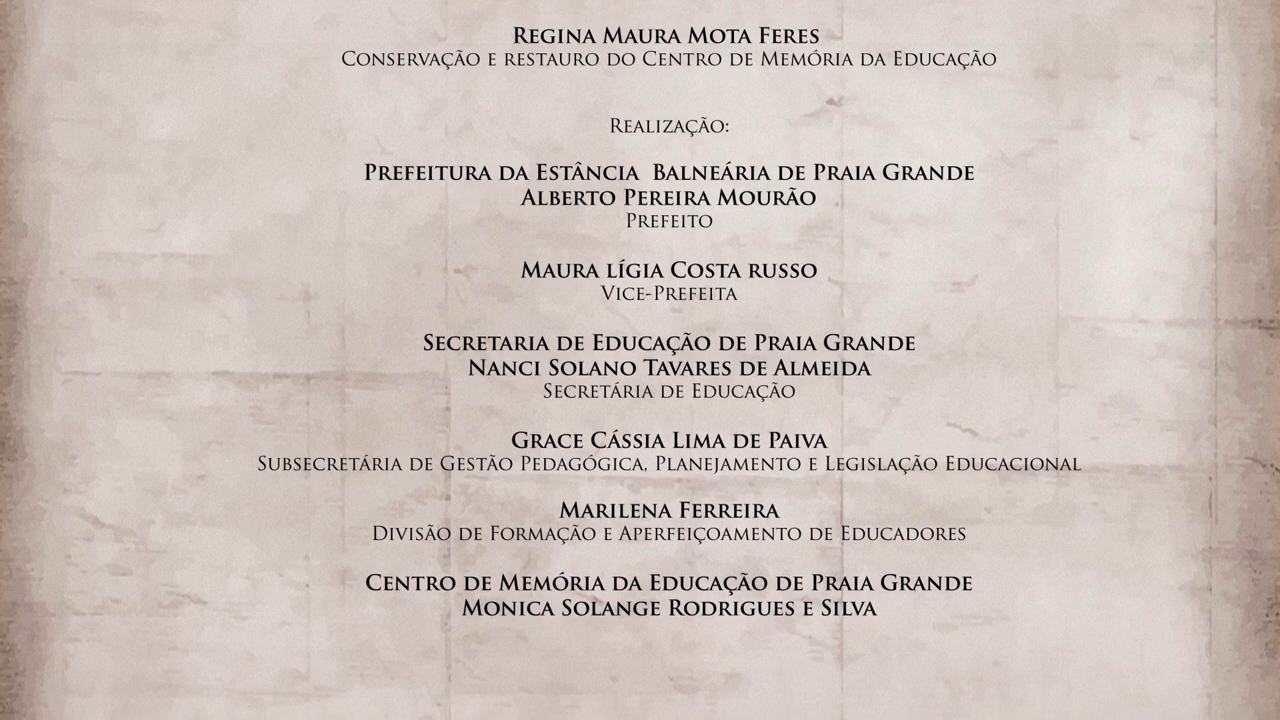 Regina Maura Mota Feres
Conservação e restauro do Centro de Memória da Educação
Realização:
Prefeitura da Estância Balneária de Praia Grande
Alberto Pereira Mourão
Prefeito
Maura lígia Costa russo
Vice-Prefeita
Secretaria de Educação de Praia Grande
Nanci Solano Tavares de Almeida
Secretária de Educação
Grace Cássia Lima de Paiva
Subsecretária de Gestão Pedagógica, Planejamento e Legislação Educacional
Marilena Ferreira
Divisão de Formação e Aperfeiçoamento de Educadores
Centro de Memória da Educação de Praia Grande
Monica Solange Rodrigues e Silva